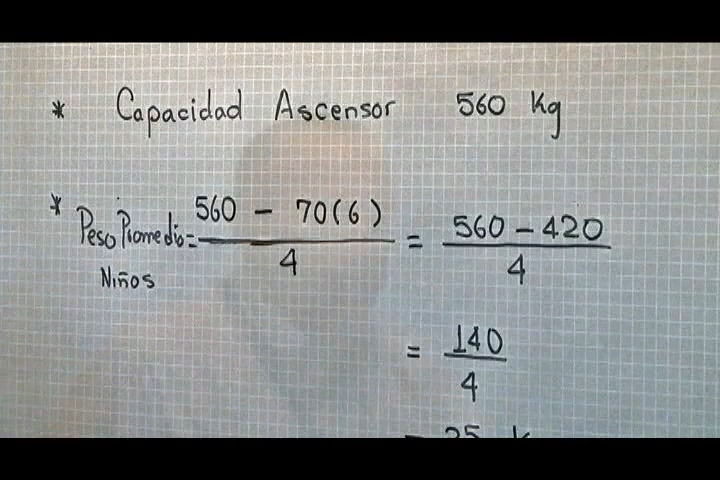 * Capacidad Ascensor 560 Kg
* Peso Promedio Niños = (560 - 70(6))/4 = (560 - 420)/4
= 140/4